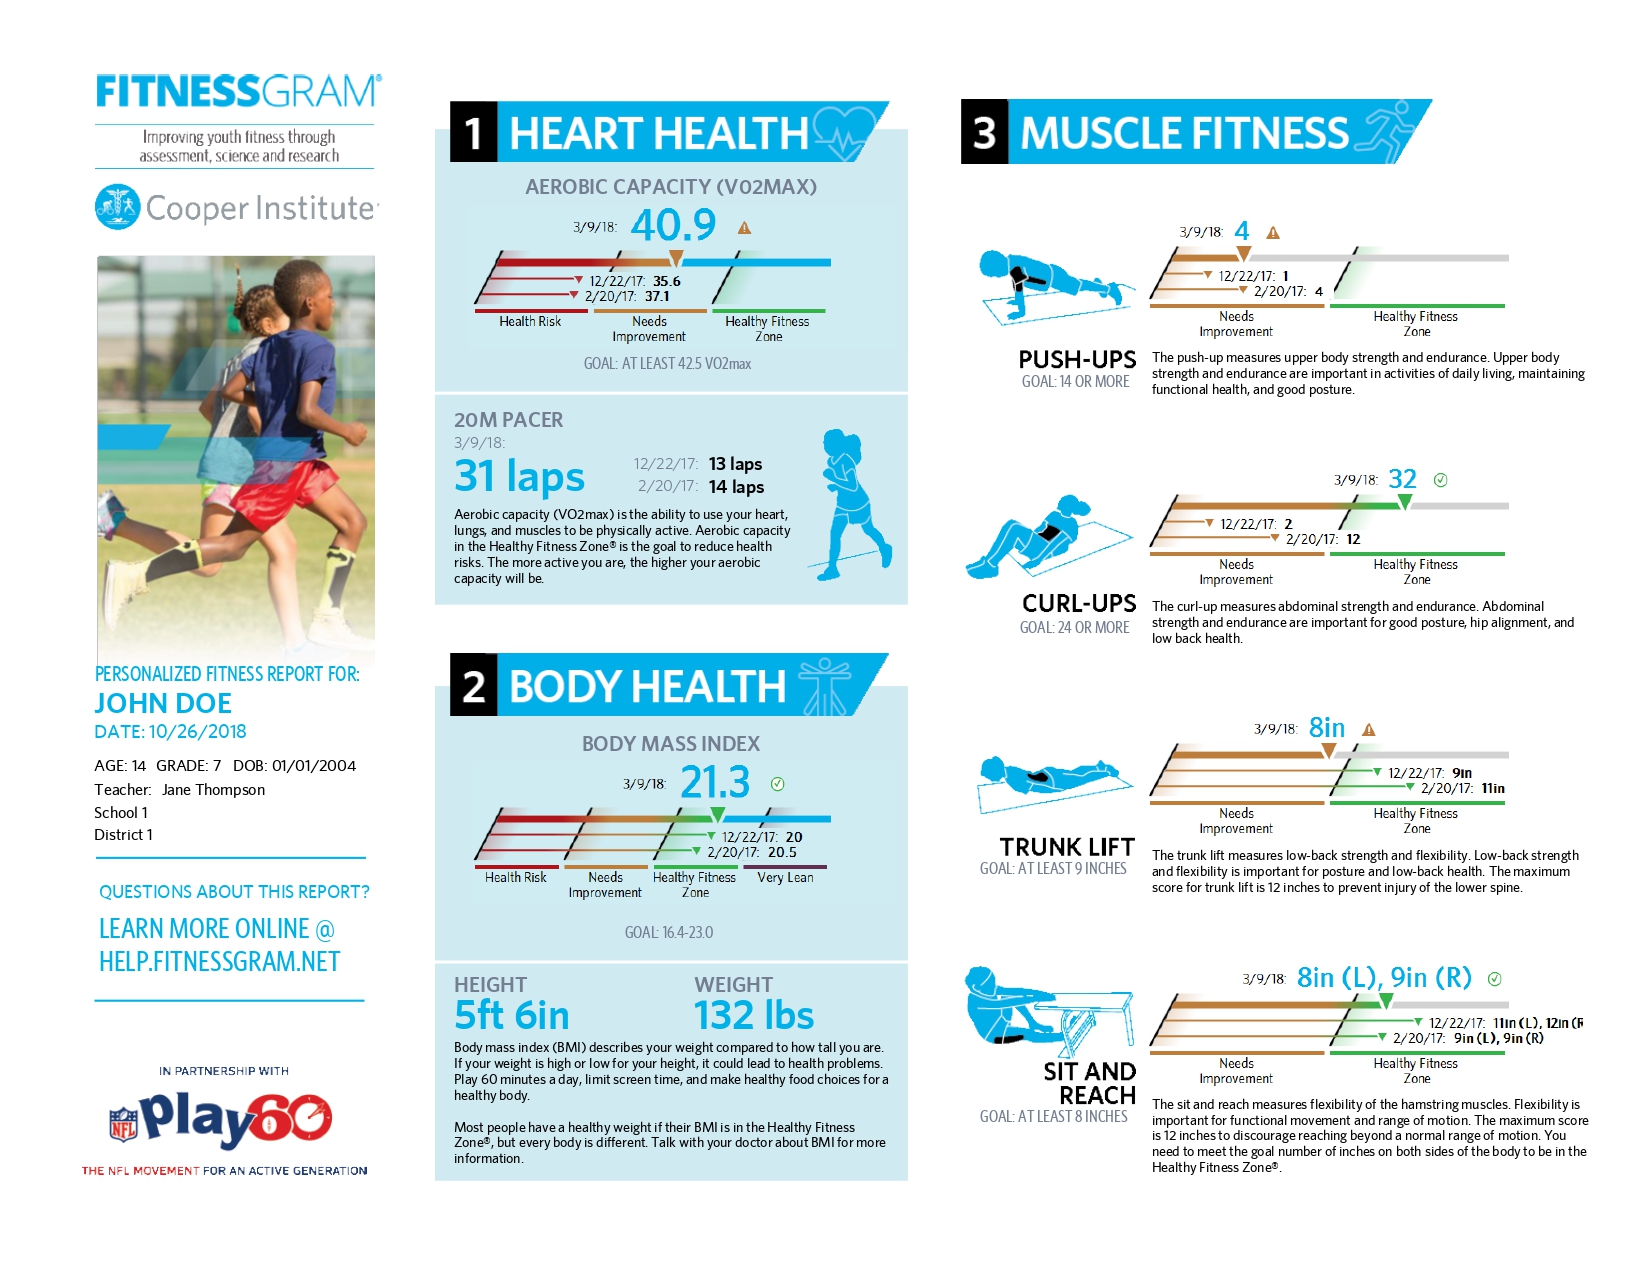 FITNESSGRAM®
Improving youth fitness through
assessment, science and research
Cooper Institute
PERSONALIZED FITNESS REPORT FOR:
JOHN DOE
DATE: 10/26/2018
AGE: 14 GRADE: 7 DOB: 01/01/2004
Teacher: Jane Thompson
School 1
District 1
QUESTIONS ABOUT THIS REPORT?
LEARN MORE ONLINE @
HELP.FITNESSGRAM.NET
IN PARTNERSHIP WITH
NFL play60
THE NFL MOVEMENT FOR AN ACTIVE GENERATION
1 HEART HEALTH
AEROBIC CAPACITY (VO2MAX)
3/9/18: 40.9
12/22/17: 35.6
2/20/17: 37.1
Health Risk Needs Healthy Fitness
Improvement Zone
GOAL: AT LEAST 42.5 VO2max
20M PACER
3/9/18:
31 laps
12/22/17: 13 laps
2/20/17: 14 laps
Aerobic capacity (VO2max) is the ability to use your heart,
lungs, and muscles to be physically active. Aerobic capacity
in the Healthy Fitness Zone® is the goal to reduce health
risks. The more active you are, the higher your aerobic
capacity will be.
2 BODY HEALTH
BODY MASS INDEX
3/9/18: 21.3
12/22/17: 20
2/20/17: 20.5
Health Risk Needs Healthy Fitness Very Lean
Improvement Zone
GOAL: 16.4-23.0
HEIGHT WEIGHT
5ft 6in 132 lbs
Body mass index (BMI) describes your weight compared to how tall you are.
If your weight is high or low for your height, it could lead to health problems.
Play 60 minutes a day, limit screen time, and make healthy food choices for a
healthy body.
Most people have a healthy weight if their BMI is in the Healthy Fitness
Zone®, but every body is different. Talk with your doctor about BMI for more
information.
3 MUSCLE FITNESS
3/9/18: 4
12/22/17: 1
2/20/17: 4
Needs Healthy Fitness
Improvement Zone
PUSH-UPS
GOAL: 14 OR MORE
The push-up measures upper body strength and endurance. Upper body
strength and endurance are important in activities of daily living, maintaining
functional health, and good posture.
3/9/18: 32
12/22/17: 2
2/20/17: 12
Needs Healthy Fitness
Improvement Zone
CURL-UPS
GOAL: 24 OR MORE
The curl-up measures abdominal strength and endurance. Abdominal
strength and endurance are important for good posture, hip alignment, and
low back health.
3/9/18: 8in
12/22/17: 9in
2/20/17: 11in
Needs Healthy Fitness
Improvement Zone
TRUNK LIFT
GOAL: AT LEAST 9 INCHES
The trunk lift measures low-back strength and flexibility. Low-back strength
and flexibility is important for posture and low-back health. The maximum
score for trunk lift is 12 inches to prevent injury of the lower spine.
3/9/18: 8in (L), 9in (R)
12/22/17: 11in (L), 12in (R
2/20/17: 9in (L), 9in (R)
Needs Healthy Fitness
Improvement Zone
SIT AND
REACH
GOAL: AT LEAST 8 INCHES
The sit and reach measures flexibility of the hamstring muscles. Flexibility is
important for functional movement and range of motion. The maximum score
is 12 inches to discourage reaching beyond a normal range of motion. You
need to meet the goal number of inches on both sides of the body to be in the
Healthy Fitness Zone®.